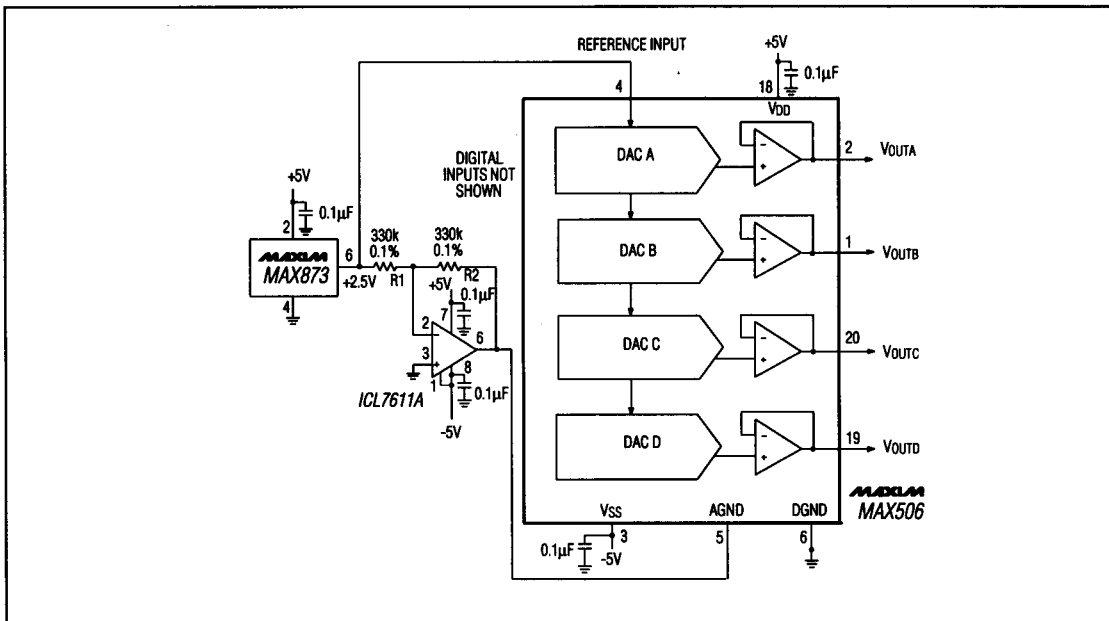 REFERENCE INPUT
+5V
0.1µF
4
18
VDD
DAC A
2
VOUTA
DIGITAL
INPUTS NOT
SHOWN
+5V
0.1µF
2
DAC B
1
VOUTB
MAXIM
MAX873
6
+2.5V
330k
0.1%
R1
330k
0.1%
R2
+5V
0.1µF
4
7
2
3
6
DAC C
20
VOUTC
1
8
0.1µF
ICL7611A
-5V
DAC D
19
VOUTD
MAXIM
MAX506
VSS
AGND
DGND
0.1µF
3
-5V
5
6